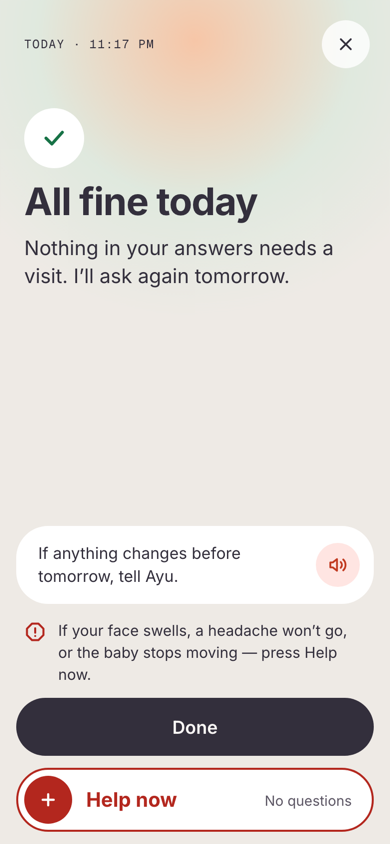 TODAY · 11:17 PM
All fine today
Nothing in your answers needs a
visit. I’ll ask again tomorrow.
If anything changes before
tomorrow, tell Ayu.
If your face swells, a headache won’t go,
or the baby stops moving — press Help
now.
Done
Help now
No questions